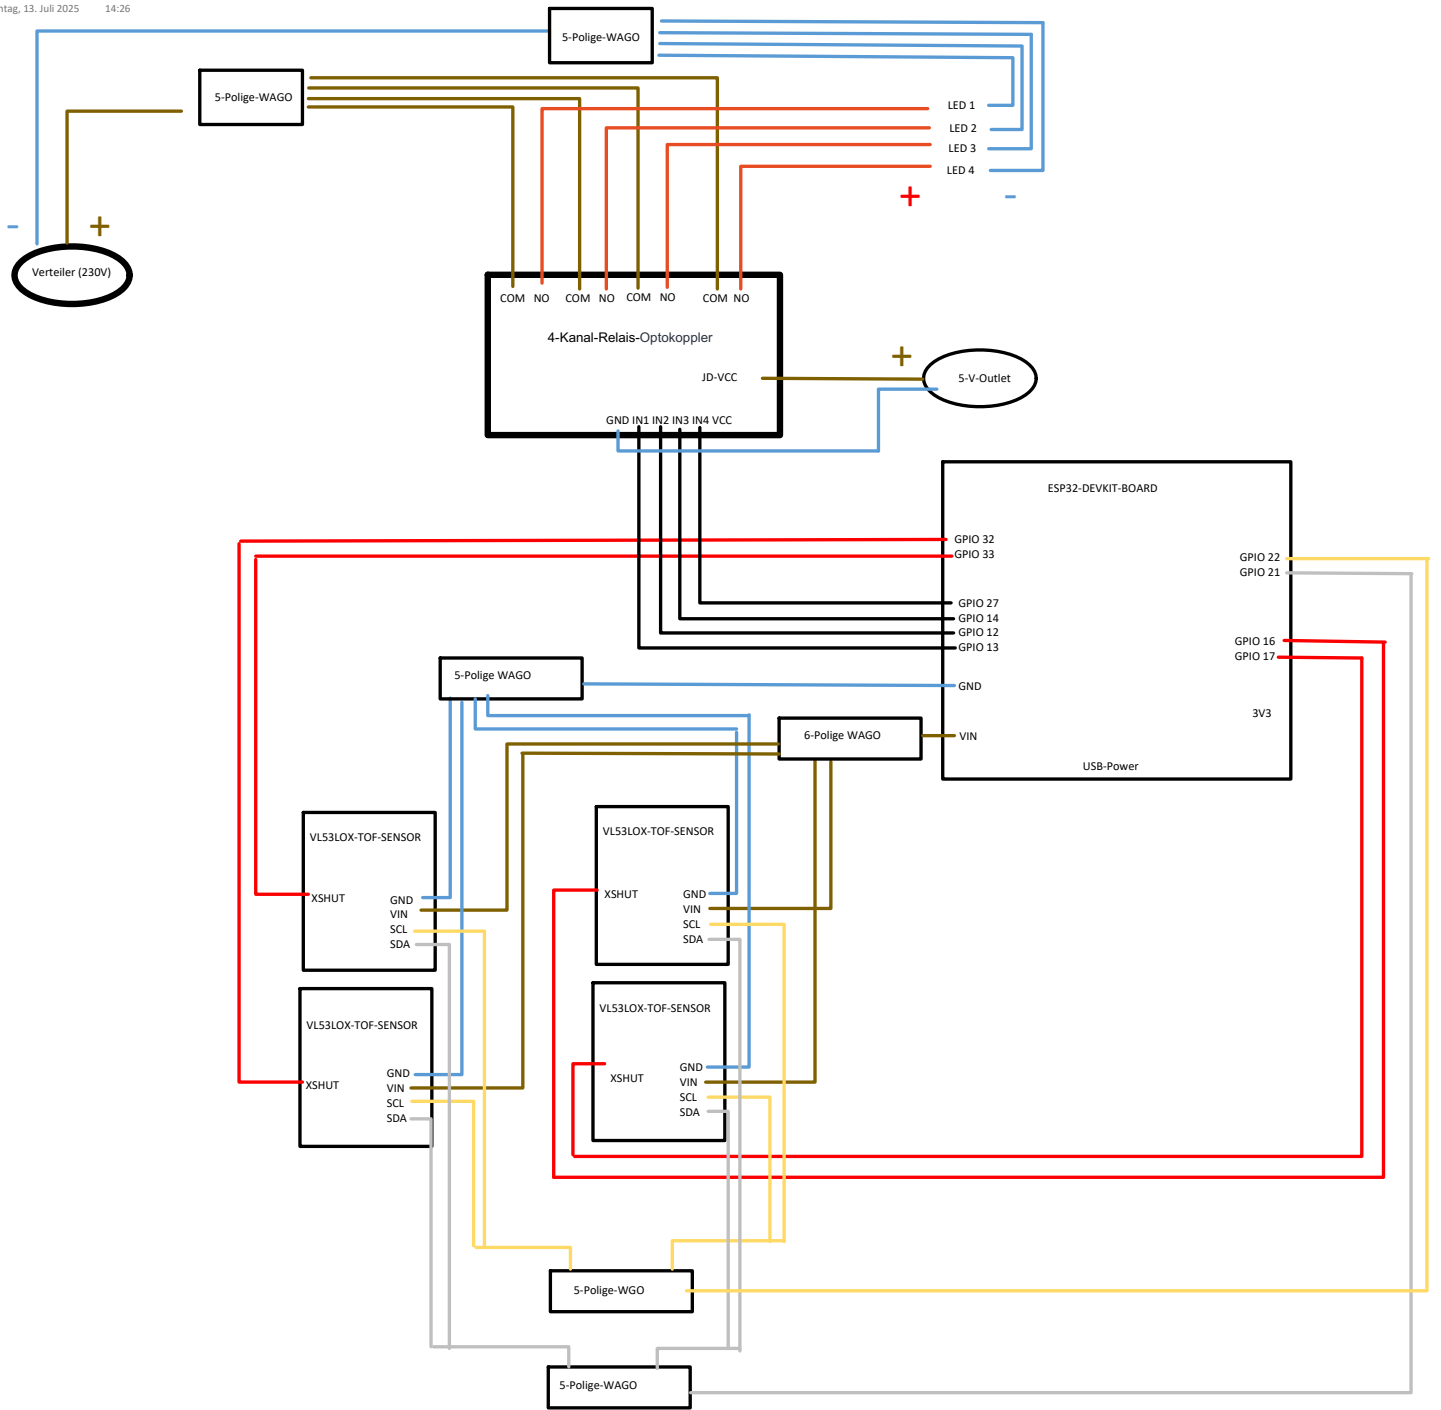 ntag, 13. Juli 2025 14:26
5-Polige-WAGO
5-Polige-WAGO
LED 1
LED 2
LED 3
LED 4
+ -
- +
Verteiler (230V)
COM NO COM NO COM NO COM NO
4-Kanal-Relais-Optokoppler
JD-VCC
+
5-V-Outlet
GND IN1 IN2 IN3 IN4 VCC
ESP32-DEVKIT-BOARD
GPIO 32
GPIO 33
GPIO 22
GPIO 21
GPIO 27
GPIO 14
GPIO 12
GPIO 13
GPIO 16
GPIO 17
5-Polige WAGO
GND
3V3
6-Polige WAGO
VIN
USB-Power
VL53LOX-TOF-SENSOR
XSHUT
GND
VIN
SCL
SDA
VL53LOX-TOF-SENSOR
XSHUT
GND
VIN
SCL
SDA
VL53LOX-TOF-SENSOR
XSHUT
GND
VIN
SCL
SDA
VL53LOX-TOF-SENSOR
XSHUT
GND
VIN
SCL
SDA
5-Polige-WGO
5-Polige-WAGO